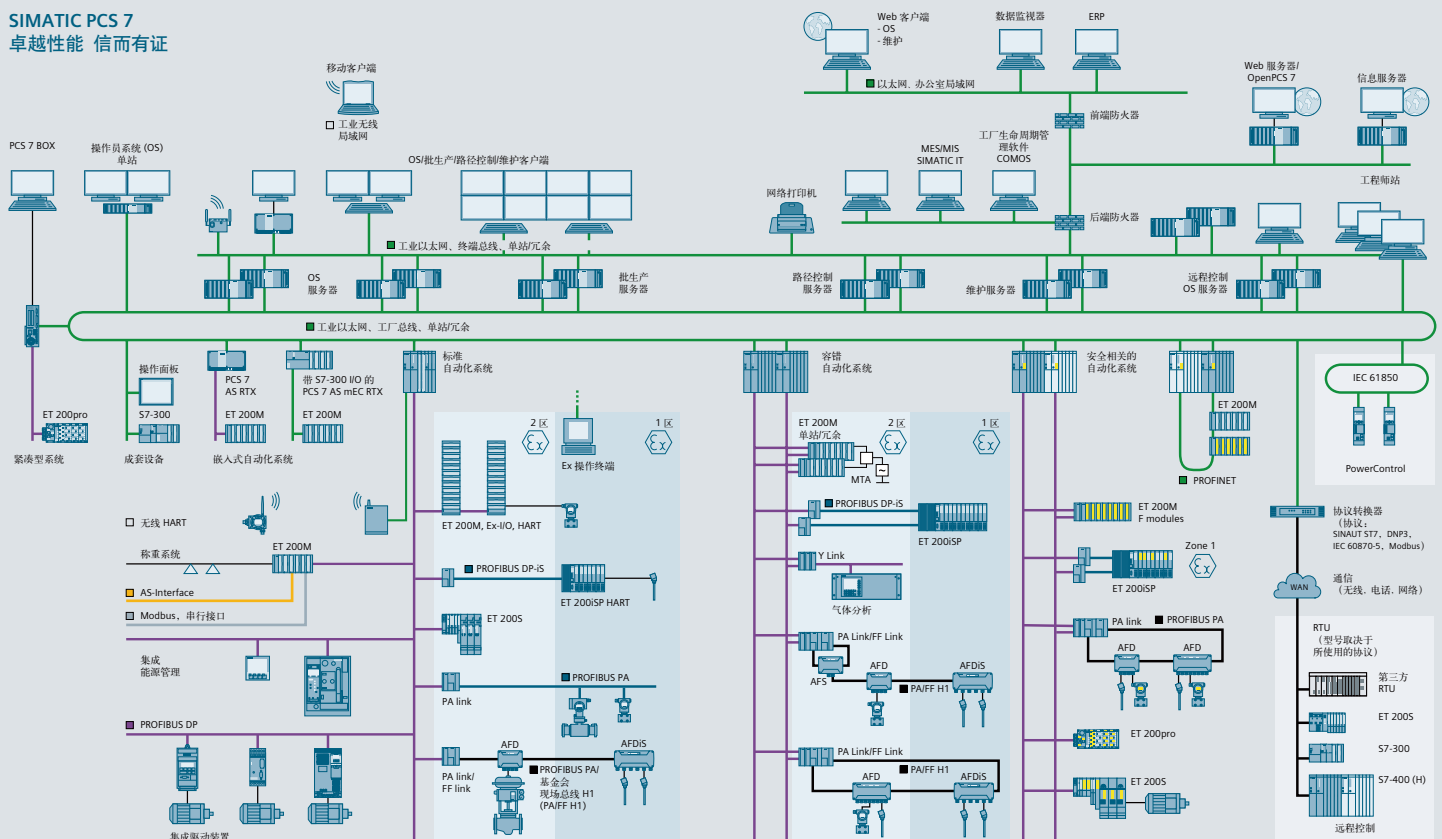 SIMATIC PCS 7
卓越性能 信而有证
Web 客户端
- OS
- 维护
数据监视器
ERP
移动客户端
工业无线
局域网
以太网、办公室局域网
Web 服务器/
OpenPCS 7
信息服务器
前端防火器
PCS 7 BOX
操作员系统 (OS)
单站
OS/批生产/路径控制/维护客户端
MES/MIS
SIMATIC IT
工厂生命周期管
理软件
COMOS
网络打印机
工程师站
后端防火器
工业以太网、终端总线、单站/冗余
OS
服务器
批生产
服务器
路径控制
服务器
维护服务器
远程控制
OS 服务器
工业以太网、工厂总线、单站/冗余
操作面板
PCS 7
AS RTX
带 S7-300 I/O 的
PCS 7 AS mEC RTX
标准
自动化系统
容错
自动化系统
安全相关的
自动化系统
IEC 61850
ET 200pro
S7-300
ET 200M
ET 200M
紧凑型系统
成套设备
嵌入式自动化系统
2 区
1 区
Ex 操作终端
ET 200M
单站/冗余
2 区
1 区
MTA
ET 200M
PROFINET
PowerControl
无线 HART
ET 200M, Ex-I/O, HART
PROFIBUS DP-iS
ET 200iSP
ET 200M
F modules
协议转换器
（协议：
SINAUT ST7，DNP3，
IEC 60870-5，Modbus）
称重系统
ET 200M
PROFIBUS DP-iS
ET 200iSP HART
Y Link
气体分析
Zone 1
ET 200iSP
WAN
通信
（无线、电话、网络）
AS-Interface
Modbus，串行接口
ET 200S
PA Link/FF Link
AFS
AFD
AFDiS
PA/FF H1
PA link
PROFIBUS PA
AFD
AFD
RTU
（型号取决于
所使用的协议）
集成
能源管理
PA link
PROFIBUS PA
第三方
RTU
PROFIBUS DP
ET 200pro
ET 200S
AFD
AFDiS
PA link/
FF link
PROFIBUS PA/
基金会
现场总线 H1
(PA/FF H1)
PA Link/FF Link
PA/FF H1
AFD
AFDiS
ET 200S
S7-300
S7-400 (H)
集成驱动装置
远程控制